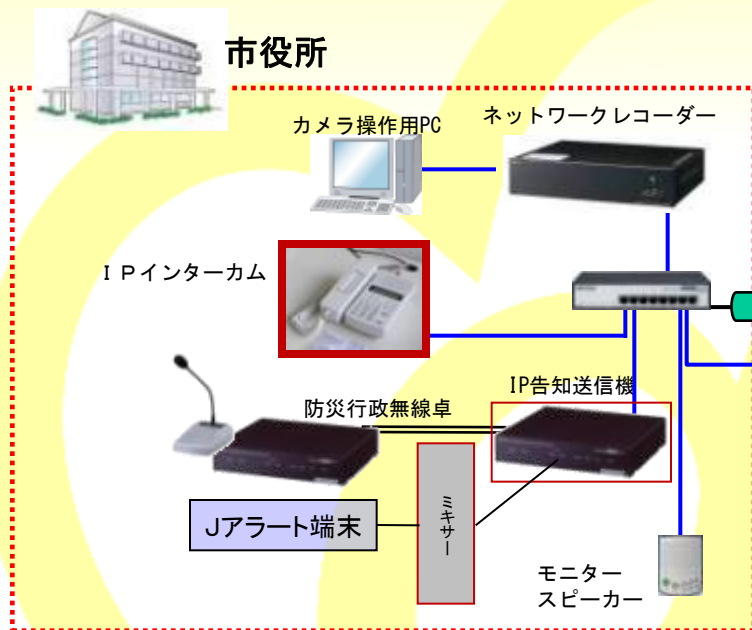 市役所
カメラ操作用PC
ネットワークレコーダー
ＩＰインターカム
IP告知送信機
防災行政無線卓
ミキサー
Jアラート端末
モニター
スピーカー